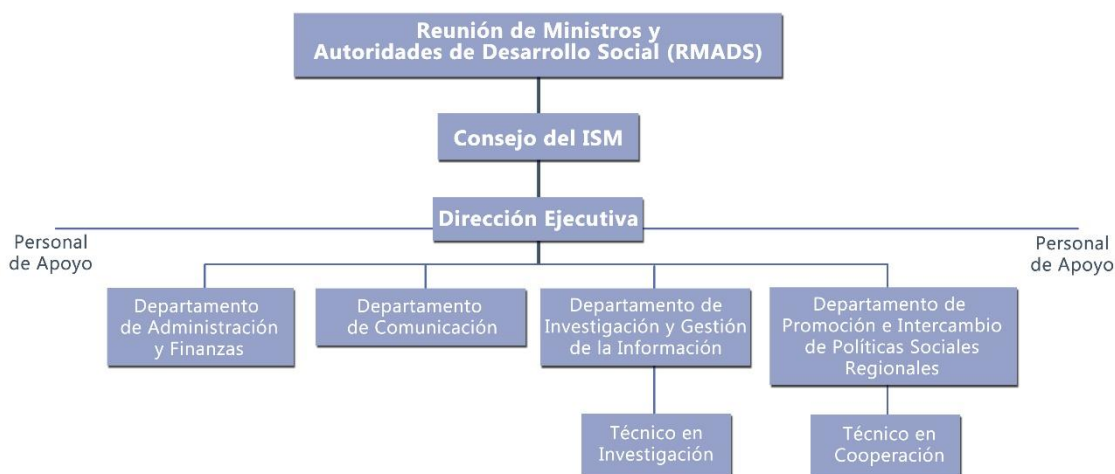 Reunión de Ministros y
Autoridades de Desarrollo Social (RMADS)
Consejo del ISM
Dirección Ejecutiva
Personal
de Apoyo
Personal
de Apoyo
Departamento
de Administración
y Finanzas
Departamento
de Comunicación
Departamento de
Investigación y Gestión
de la Información
Departamento de
Promoción e Intercambio
de Políticas Sociales
Regionales
Técnico en
Investigación
Técnico en
Cooperación